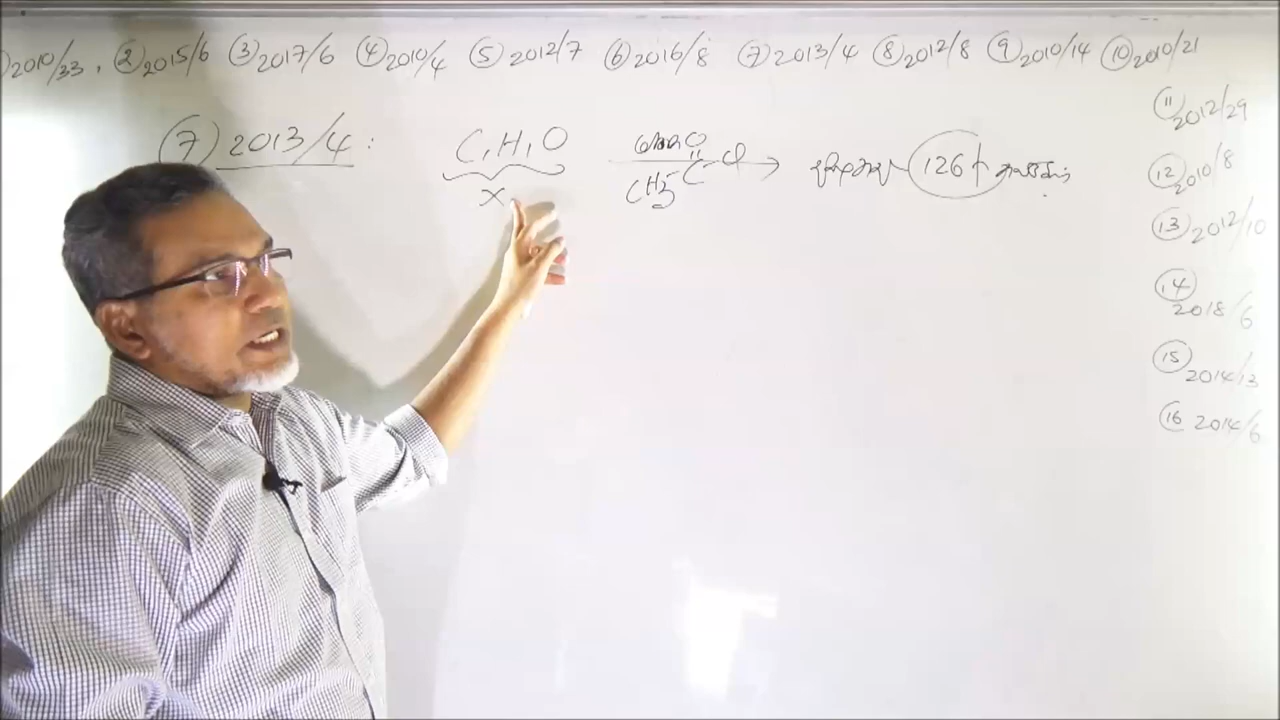 2010/33, ② 2015/6 ③ 2017/6 ④ 2010/4 ⑤ 2012/7 ⑥ 2016/8 ⑦ 2013/4 ⑧ 2012/8 ⑨ 2010/14 ⑩ 2010/21
⑪ 2012/29
⑦ 2013/4 : C, H, O
X
CH₃ C O Cl
126
⑫ 2010/8
⑬ 2012/10
⑭ 2018/6
⑮ 2014/13
⑯ 2014/6